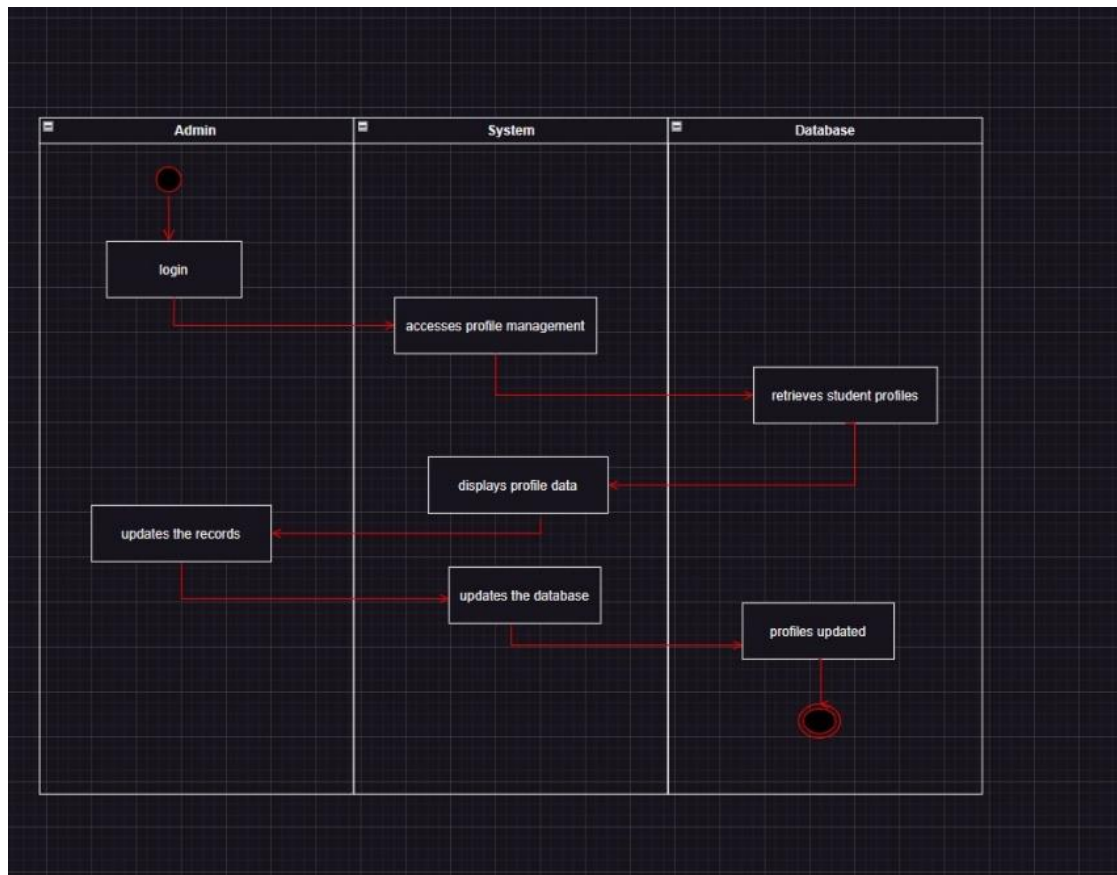 Admin
System
Database
login
accesses profile management
retrieves student profiles
displays profile data
updates the records
updates the database
profiles updated